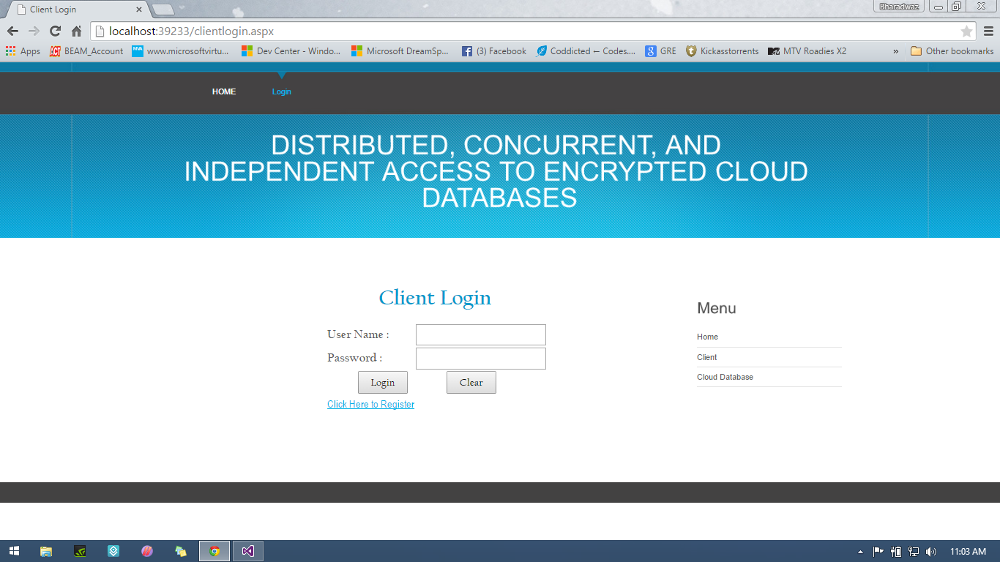 Client Login
Bharadwaz
localhost:39233/clientlogin.aspx
Apps ACT BEAM_Account MVA www.microsoftvirtu... Dev Center - Windo... Microsoft DreamSp... (3) Facebook Coddicted ← Codes.... GRE Kickasstorrents MTV Roadies X2 » Other bookmarks
HOME Login
DISTRIBUTED, CONCURRENT, AND
INDEPENDENT ACCESS TO ENCRYPTED CLOUD
DATABASES
Client Login
User Name :
Password :
Login Clear
Click Here to Register
Menu
Home
Client
Cloud Database
11:03 AM